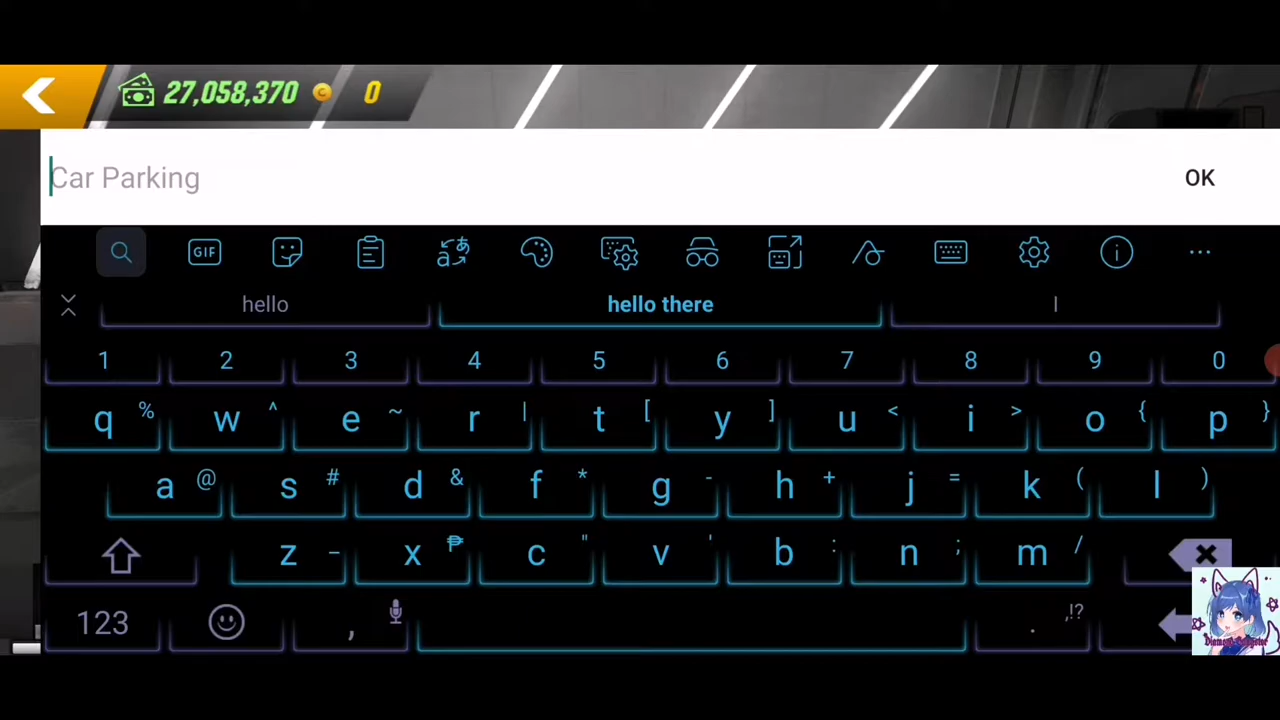 27,058,370 C 0
Car Parking
OK
GIF
hello
hello there
I
1 2 3 4 5 6 7 8 9 0
q % w ^ e ~ r | t [ y ] u < i > o { p }
a @ s # d & f * g - h + j = k ( l )
z _ x ₱ c " v ' b : n ; m /
123 , . ,!?